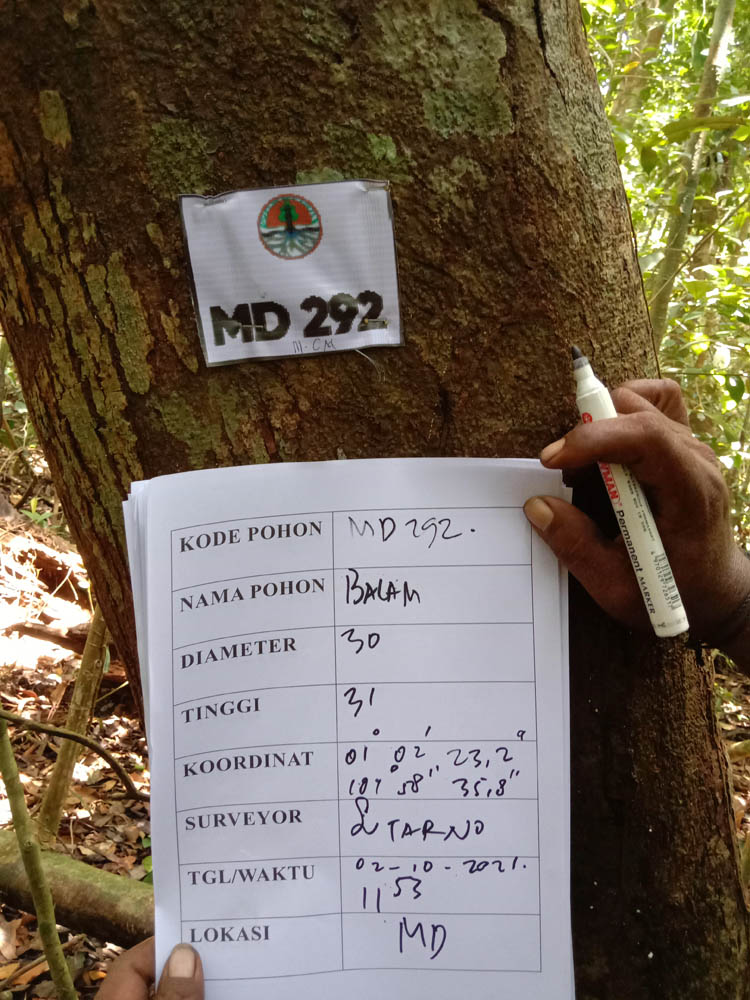 MD 292
M-CM
KODE POHON MD 292.
NAMA POHON BALAM
DIAMETER 30
TINGGI 31
KOORDINAT 01° 02' 23,2"
104° 58" 35,8"
SURVEYOR SUTARNO
TGL/WAKTU 02-10-2021.
11 53
LOKASI MD
Permanent MARKER